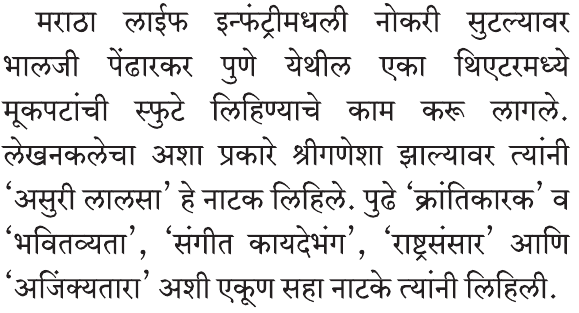 मराठा लाईफ इन्फंट्रीमधली नोकरी सुटल्यावर
भालजी पेंढारकर पुणे येथील एका थिएटरमध्ये
मूकपटांची स्फुटे लिहिण्याचे काम करू लागले.
लेखनकलेचा अशा प्रकारे श्रीगणेशा झाल्यावर त्यांनी
‘असुरी लालसा’ हे नाटक लिहिले. पुढे ‘क्रांतिकारक’ व
‘भवितव्यता’, ‘संगीत कायदेभंग’, ‘राष्ट्रसंसार’ आणि
‘अजिंक्यतारा’ अशी एकूण सहा नाटके त्यांनी लिहिली.